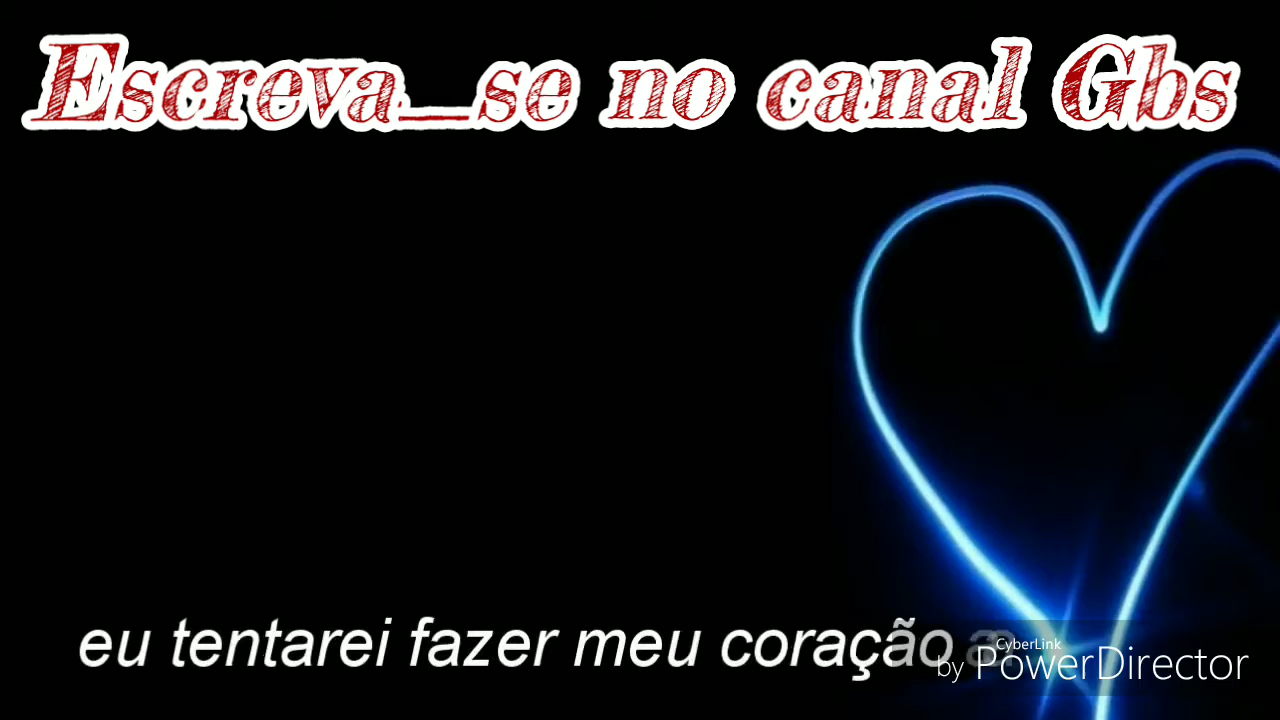 Escreva_se no canal Gbs
eu tentarei fazer meu coração
CyberLink
by PowerDirector